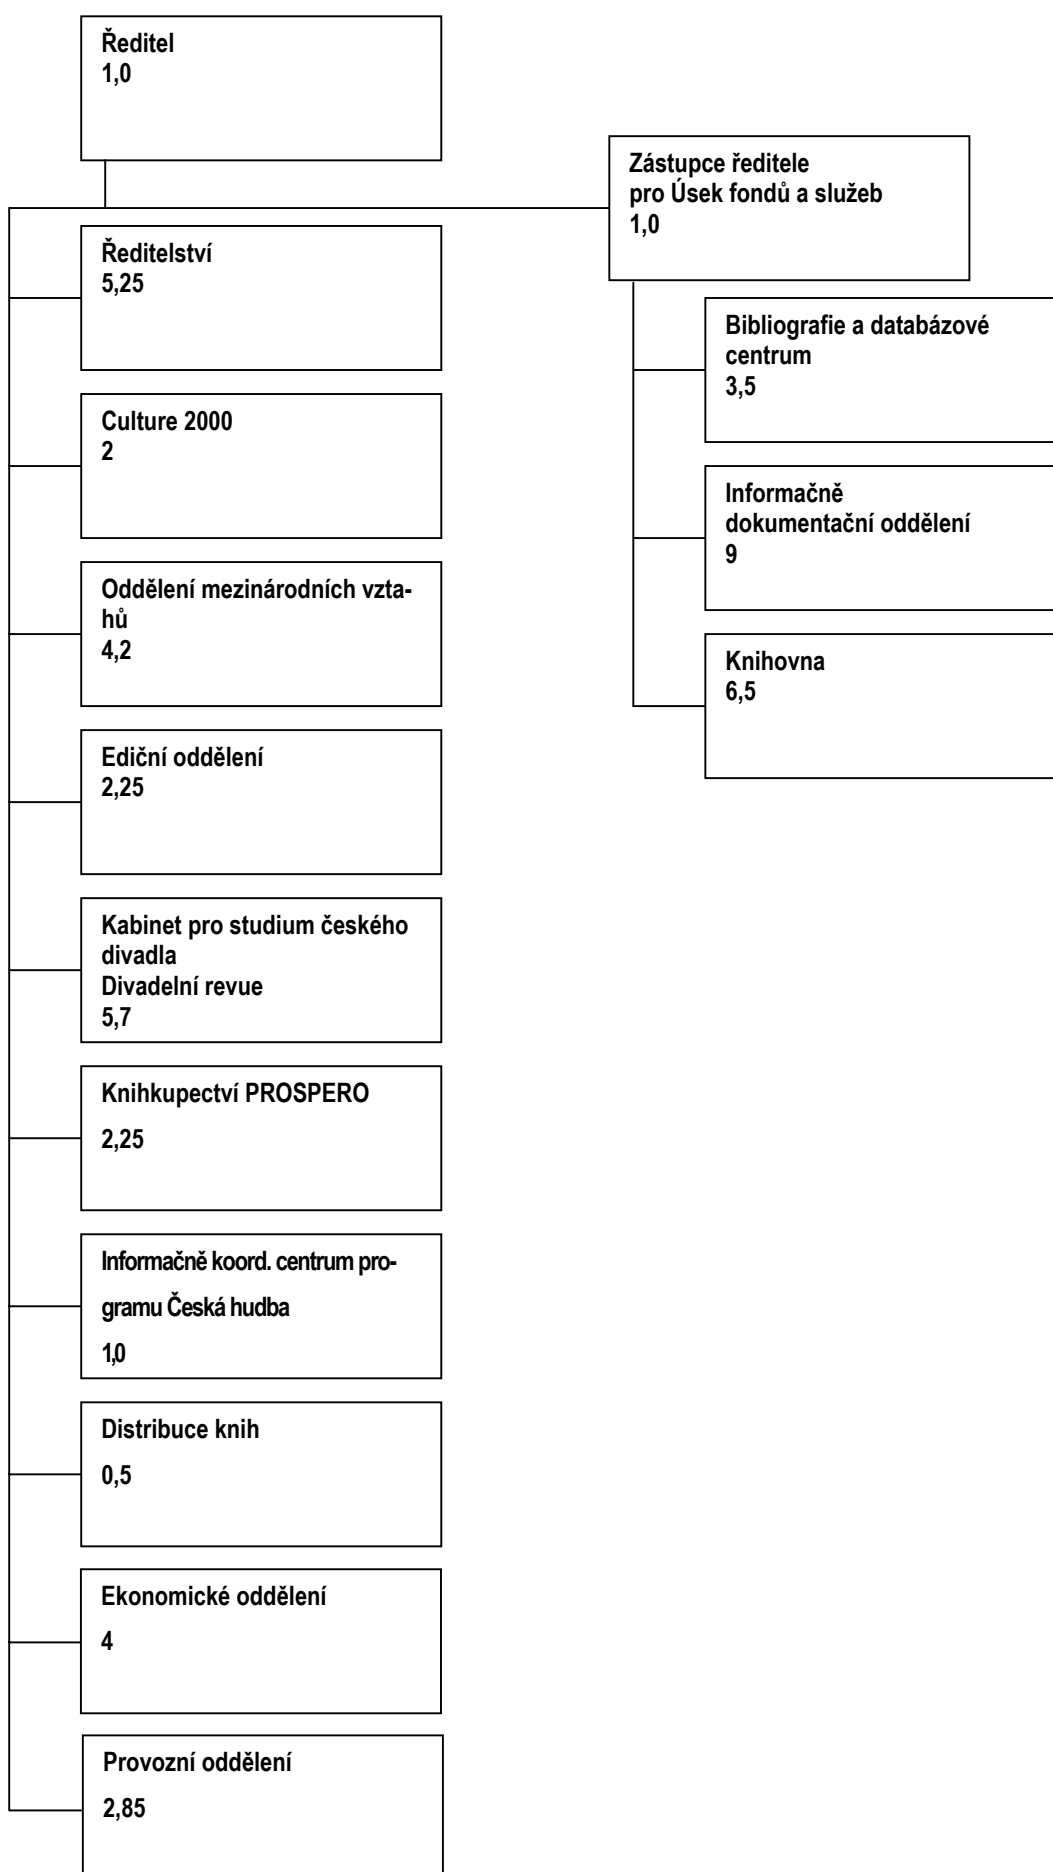 Ředitel
1,0
Zástupce ředitele
pro Úsek fondů a služeb
1,0
Ředitelství
5,25
Bibliografie a databázové
centrum
3,5
Culture 2000
2
Informačně
dokumentační oddělení
9
Oddělení mezinárodních vzta-
hů
4,2
Knihovna
6,5
Ediční oddělení
2,25
Kabinet pro studium českého
divadla
Divadelní revue
5,7
Knihkupectví PROSPERO
2,25
Informačně koord. centrum pro-
gramu Česká hudba
1,0
Distribuce knih
0,5
Ekonomické oddělení
4
Provozní oddělení
2,85